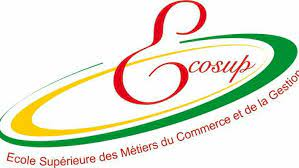 Ecosup
Ecole Supérieure des Métiers du Commerce et de la Gestion